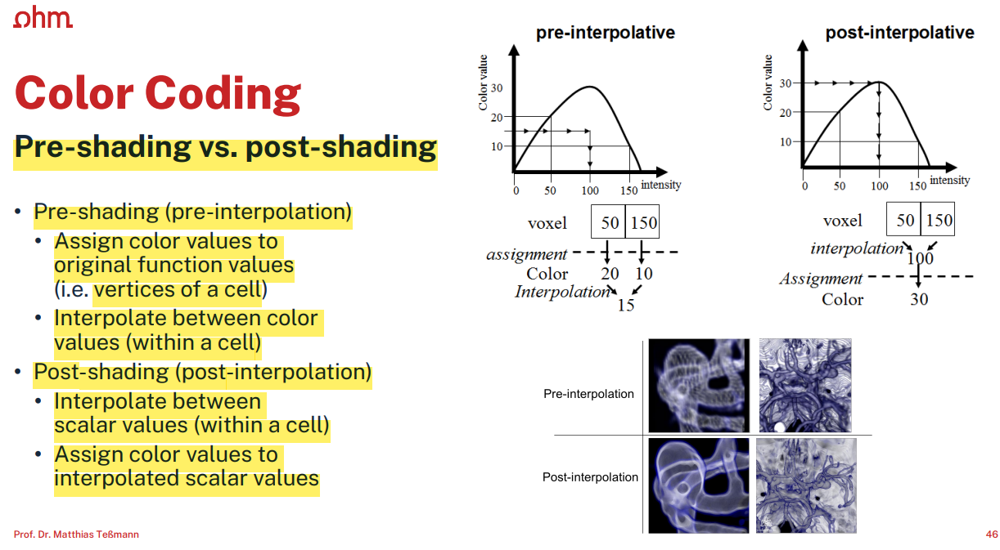 ohm
Color Coding
Pre-shading vs. post-shading
• Pre-shading (pre-interpolation)
• Assign color values to
original function values
(i.e. vertices of a cell)
• Interpolate between color
values (within a cell)
• Post-shading (post-interpolation)
• Interpolate between
scalar values (within a cell)
• Assign color values to
interpolated scalar values
pre-interpolative
Color value
30
20
10
0 50 100 150 intensity
voxel 50 150
assignment
Color 20 10
Interpolation
15
post-interpolative
Color value
30
20
10
0 50 100 150 intensity
voxel 50 150
interpolation 100
Assignment
Color 30
Pre-interpolation
Post-interpolation
Prof. Dr. Matthias Teßmann
46